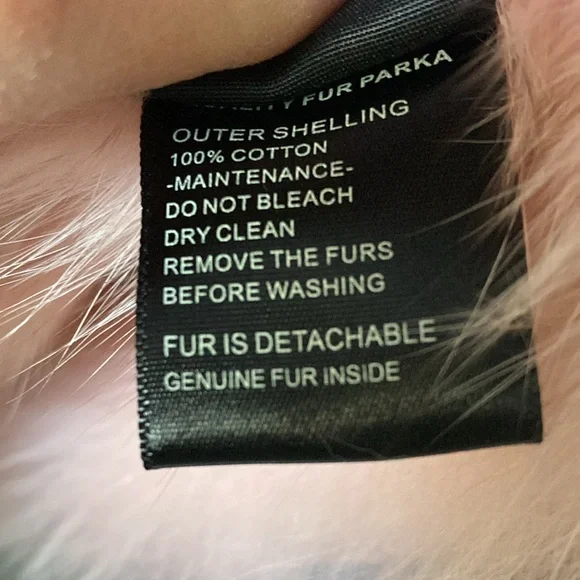 FUR PARKA
OUTER SHELLING
100% COTTON
-MAINTENANCE-
DO NOT BLEACH
DRY CLEAN
REMOVE THE FURS
BEFORE WASHING
FUR IS DETACHABLE
GENUINE FUR INSIDE